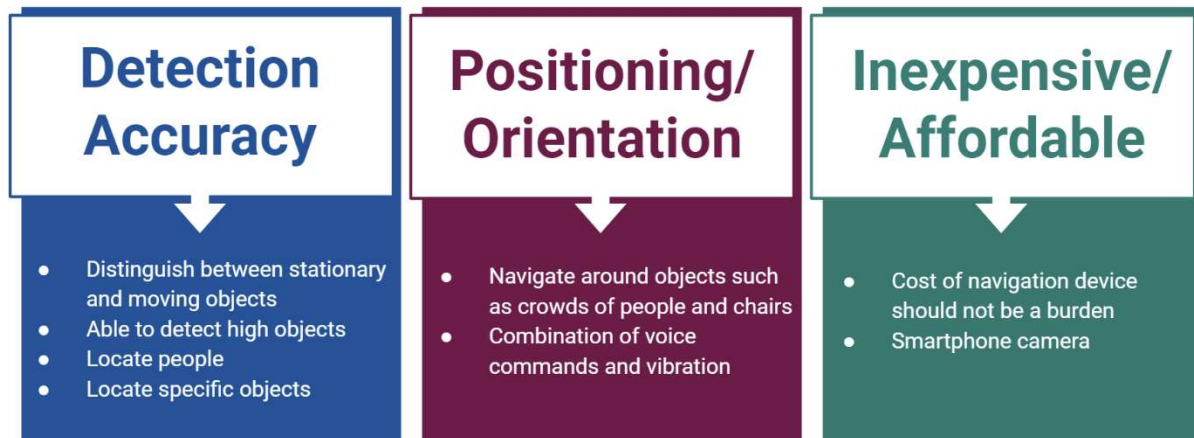 Detection
Accuracy
● Distinguish between stationary
and moving objects
● Able to detect high objects
● Locate people
● Locate specific objects
Positioning/
Orientation
● Navigate around objects such
as crowds of people and chairs
● Combination of voice
commands and vibration
Inexpensive/
Affordable
● Cost of navigation device
should not be a burden
● Smartphone camera